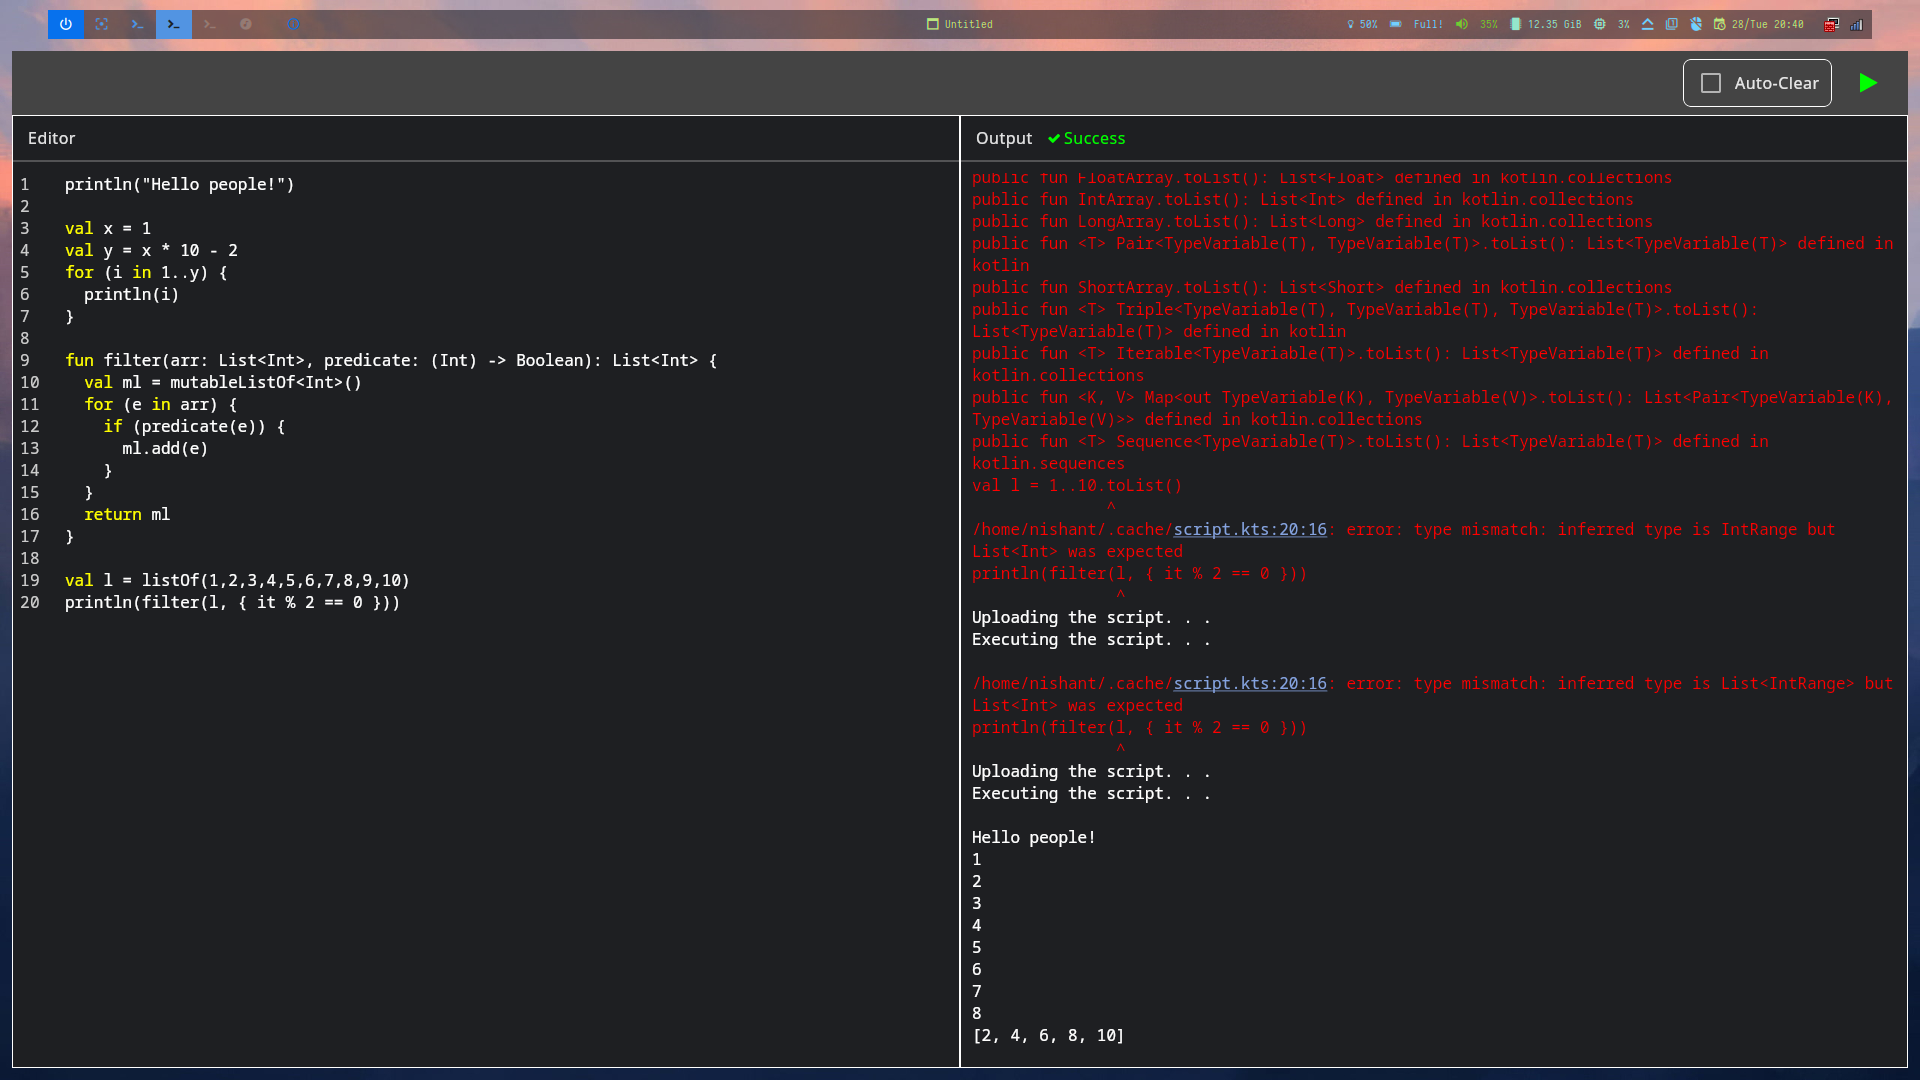 Untitled
50% Full! 35% 12.35 GiB 3% 28/Tue 20:40
Auto-Clear
Editor
1 println("Hello people!")
2
3 val x = 1
4 val y = x * 10 - 2
5 for (i in 1..y) {
6   println(i)
7 }
8
9 fun filter(arr: List<Int>, predicate: (Int) -> Boolean): List<Int> {
10   val ml = mutableListOf<Int>()
11   for (e in arr) {
12     if (predicate(e)) {
13       ml.add(e)
14     }
15   }
16   return ml
17 }
18
19 val l = listOf(1,2,3,4,5,6,7,8,9,10)
20 println(filter(l, { it % 2 == 0 }))
Output Success
public fun FloatArray.toList(): List<Float> defined in kotlin.collections
public fun IntArray.toList(): List<Int> defined in kotlin.collections
public fun LongArray.toList(): List<Long> defined in kotlin.collections
public fun <T> Pair<TypeVariable(T), TypeVariable(T)>.toList(): List<TypeVariable(T)> defined in
kotlin
public fun ShortArray.toList(): List<Short> defined in kotlin.collections
public fun <T> Triple<TypeVariable(T), TypeVariable(T), TypeVariable(T)>.toList():
List<TypeVariable(T)> defined in kotlin
public fun <T> Iterable<TypeVariable(T)>.toList(): List<TypeVariable(T)> defined in
kotlin.collections
public fun <K, V> Map<out TypeVariable(K), TypeVariable(V)>.toList(): List<Pair<TypeVariable(K),
TypeVariable(V)>> defined in kotlin.collections
public fun <T> Sequence<TypeVariable(T)>.toList(): List<TypeVariable(T)> defined in
kotlin.sequences
val l = 1..10.toList()
              ^
/home/nishant/.cache/script.kts:20:16: error: type mismatch: inferred type is IntRange but
List<Int> was expected
println(filter(l, { it % 2 == 0 }))
               ^
Uploading the script. . .
Executing the script. . .

/home/nishant/.cache/script.kts:20:16: error: type mismatch: inferred type is List<IntRange> but
List<Int> was expected
println(filter(l, { it % 2 == 0 }))
               ^
Uploading the script. . .
Executing the script. . .

Hello people!
1
2
3
4
5
6
7
8
[2, 4, 6, 8, 10]